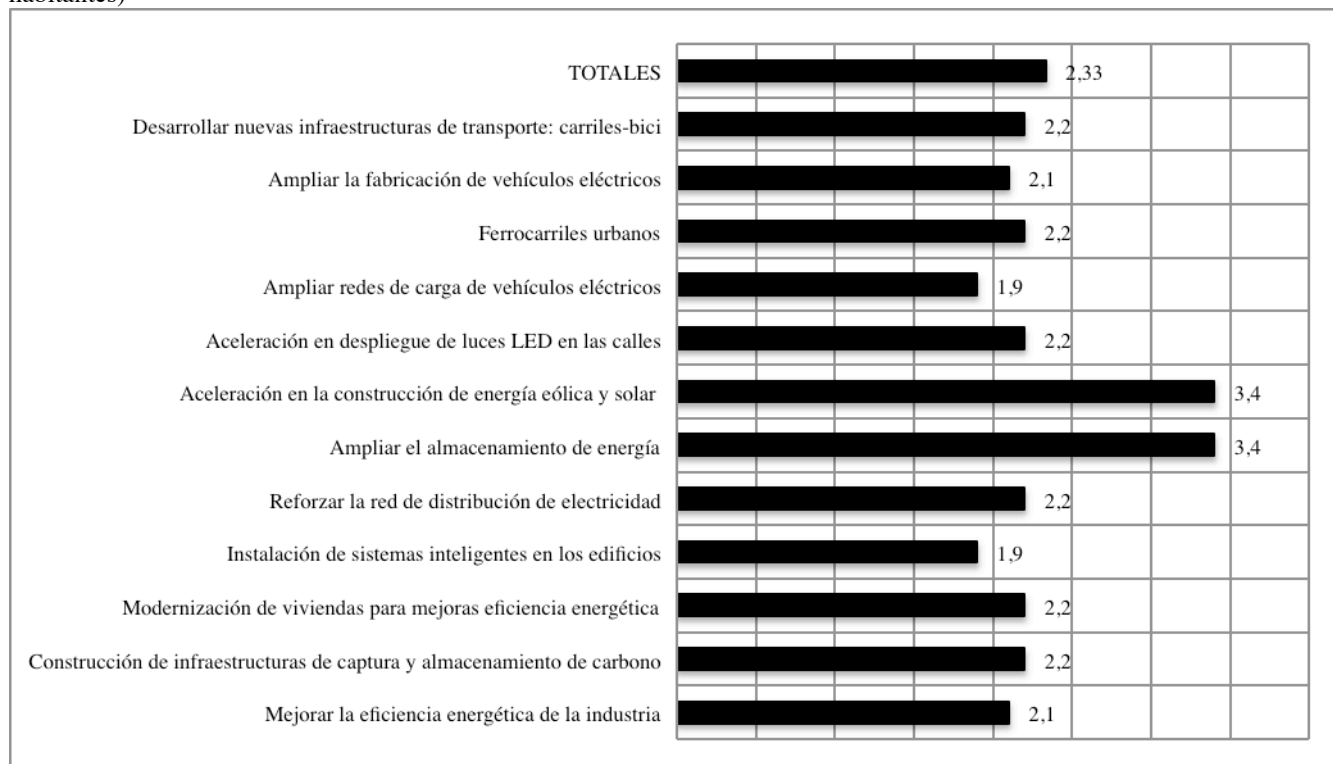 habitantes)
TOTALES 2,33
Desarrollar nuevas infraestructuras de transporte: carriles-bici 2,2
Ampliar la fabricación de vehículos eléctricos 2,1
Ferrocarriles urbanos 2,2
Ampliar redes de carga de vehículos eléctricos 1,9
Aceleración en despliegue de luces LED en las calles 2,2
Aceleración en la construcción de energía eólica y solar 3,4
Ampliar el almacenamiento de energía 3,4
Reforzar la red de distribución de electricidad 2,2
Instalación de sistemas inteligentes en los edificios 1,9
Modernización de viviendas para mejoras eficiencia energética 2,2
Construcción de infraestructuras de captura y almacenamiento de carbono 2,2
Mejorar la eficiencia energética de la industria 2,1